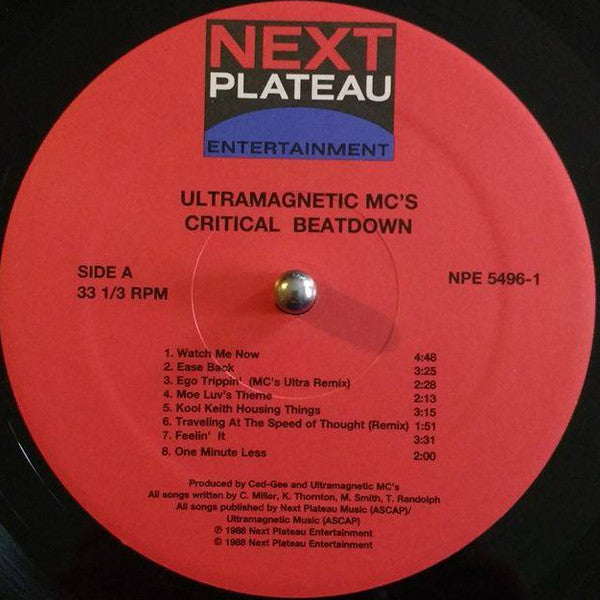 NEXT
PLATEAU
ENTERTAINMENT
ULTRAMAGNETIC MC'S
CRITICAL BEATDOWN
SIDE A
33 1/3 RPM
NPE 5496-1
1. Watch Me Now 4:48
2. Ease Back 3:25
3. Ego Trippin' (MC's Ultra Remix) 2:28
4. Moe Luv's Theme 2:13
5. Kool Keith Housing Things 3:15
6. Traveling At The Speed of Thought (Remix) 1:51
7. Feelin' It 3:31
8. One Minute Less 2:00
Produced by Ced-Gee and Ultramagnetic MC's
All songs written by C. Miller, K. Thornton, M. Smith, T. Randolph
All songs published by Next Plateau Music (ASCAP)/
Ultramagnetic Music (ASCAP)
℗ 1988 Next Plateau Entertainment
© 1988 Next Plateau Entertainment